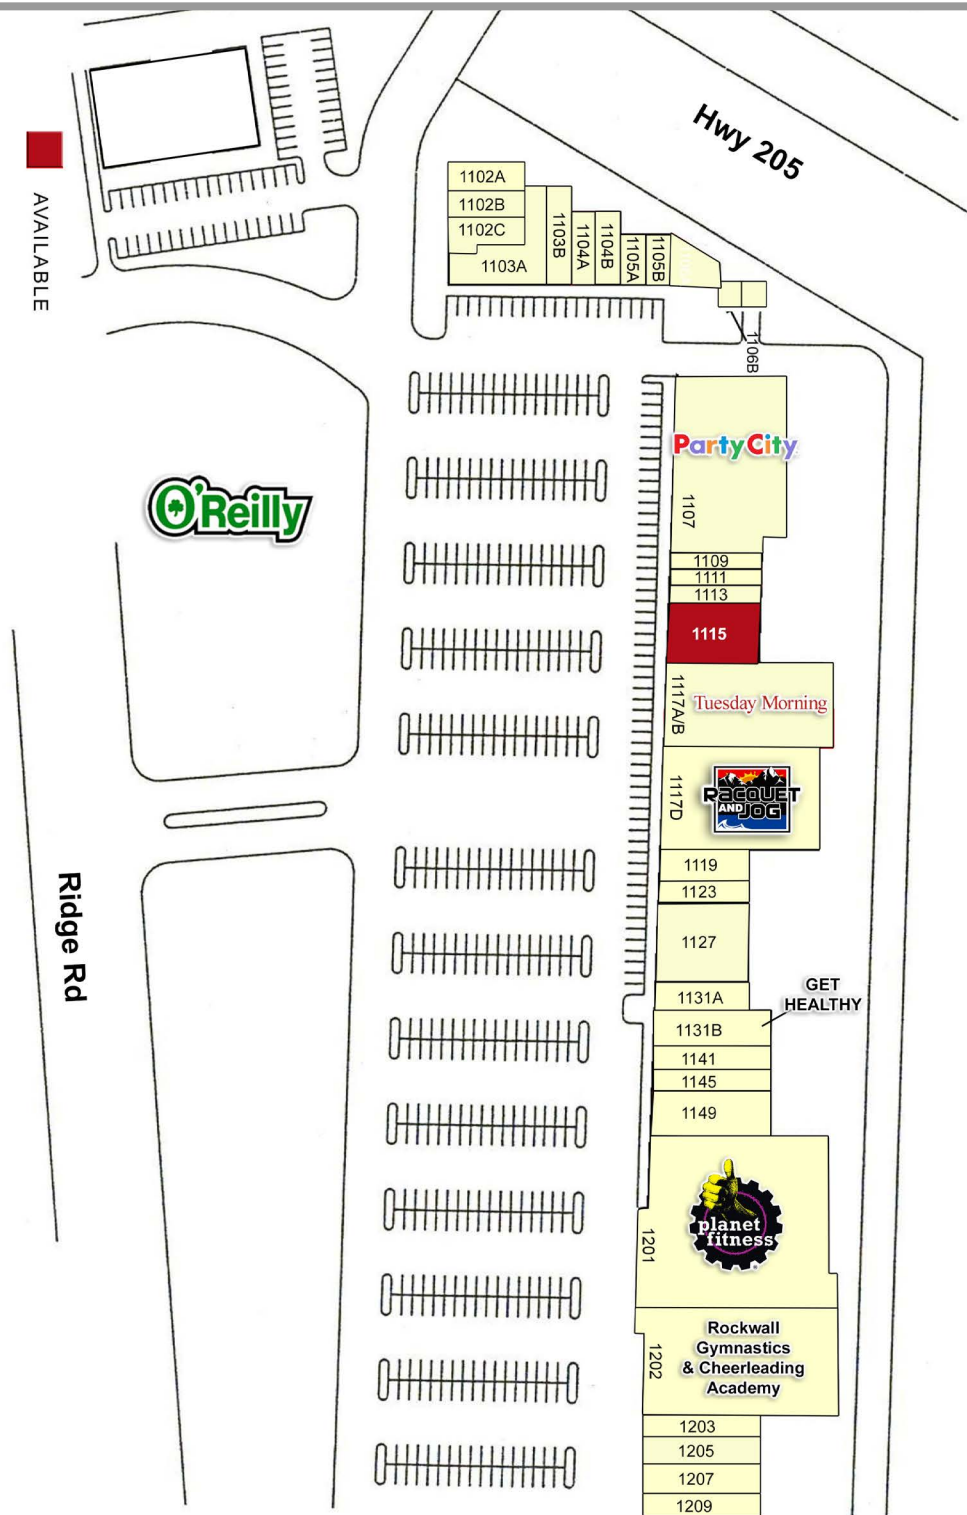 Hwy 205
AVAILABLE
1102A
1102B
1102C
1103A
1103B
1104A
1104B
1105A
1105B
1106B
Party City
1107
O'Reilly
1109
1111
1113
1115
1117A/B
Tuesday Morning
1117D
RACQUET
AND JOG
1119
1123
Ridge Rd
1127
1131A
GET
HEALTHY
1131B
1141
1145
1149
planet
fitness
1201
Rockwall
Gymnastics
& Cheerleading
Academy
1202
1203
1205
1207
1209